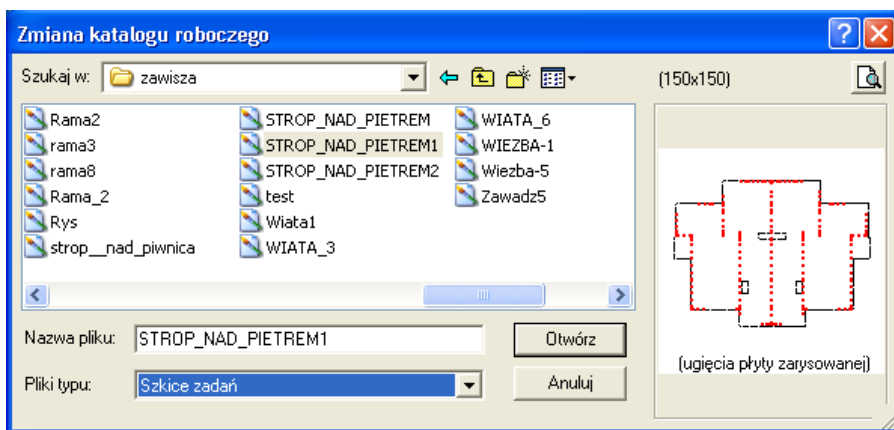 Zmiana katalogu roboczego
Szukaj w: zawisza
(150x150)
Rama2
rama3
rama8
Rama_2
Rys
strop__nad_piwnica
STROP_NAD_PIETREM
STROP_NAD_PIETREM1
STROP_NAD_PIETREM2
test
Wiata1
WIATA_3
WIATA_6
WIEZBA-1
Wiezba-5
Zawadz5
Nazwa pliku: STROP_NAD_PIETREM1
Otwórz
Pliki typu: Szkice zadań
Anuluj
(ugięcia płyty zarysowanej)